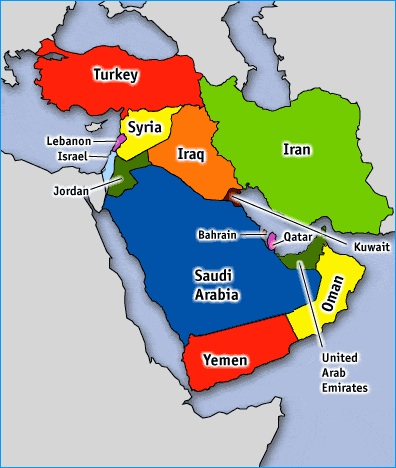 Turkey
Syria
Lebanon
Israel
Iraq
Iran
Jordan
Bahrain
Qatar
Kuwait
Saudi
Arabia
Oman
Yemen
United
Arab
Emirates